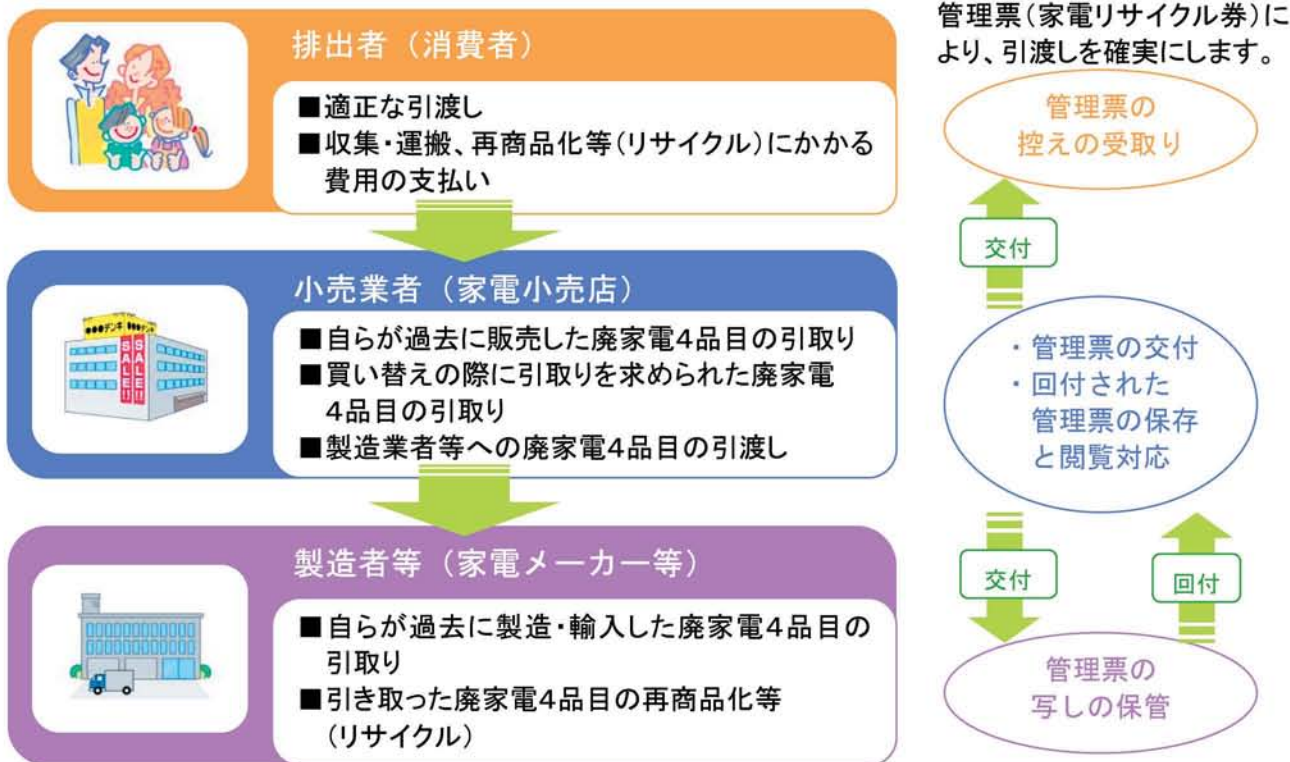 排出者（消費者）
■適正な引渡し
■収集・運搬、再商品化等(リサイクル)にかかる
費用の支払い
小売業者（家電小売店）
●●●デンキ
●●●デンキ
SALE!!
SALE!!
■自らが過去に販売した廃家電4品目の引取り
■買い替えの際に引取りを求められた廃家電
4品目の引取り
■製造業者等への廃家電4品目の引渡し
製造者等（家電メーカー等）
■自らが過去に製造・輸入した廃家電4品目の
引取り
■引き取った廃家電4品目の再商品化等
(リサイクル)
管理票(家電リサイクル券)に
より、引渡しを確実にします。
管理票の
控えの受取り
交付
・管理票の交付
・回付された
管理票の保存
と閲覧対応
交付
回付
管理票の
写しの保管